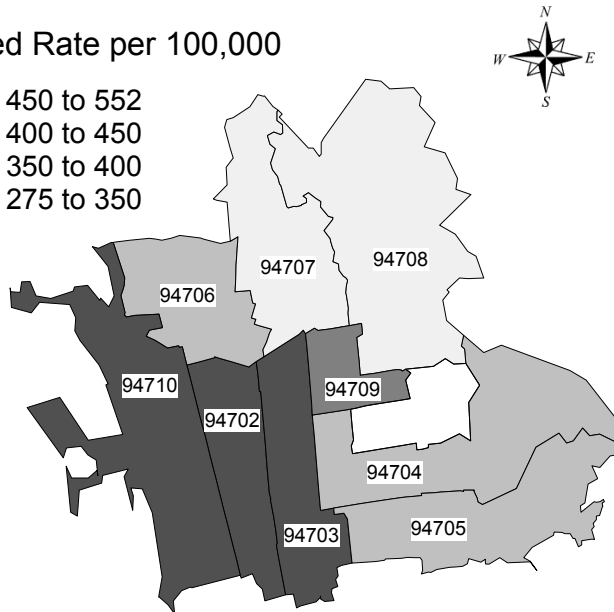 ed Rate per 100,000
450 to 552
400 to 450
350 to 400
275 to 350
N
W E
S
94707
94708
94706
94710
94709
94702
94704
94705
94703